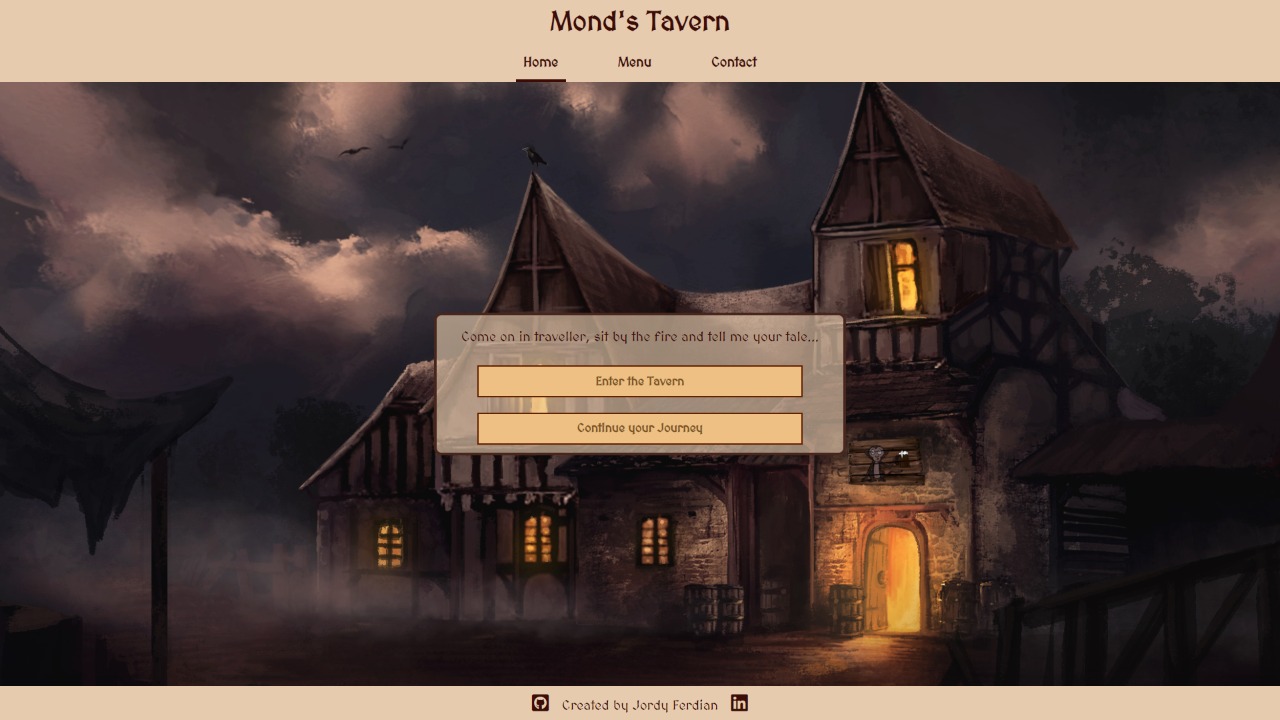 Mond's Tavern
Home Menu Contact
Come on in traveller, sit by the fire and tell me your tale...
Enter the Tavern
Continue your Journey
Created by Jordy Ferdian